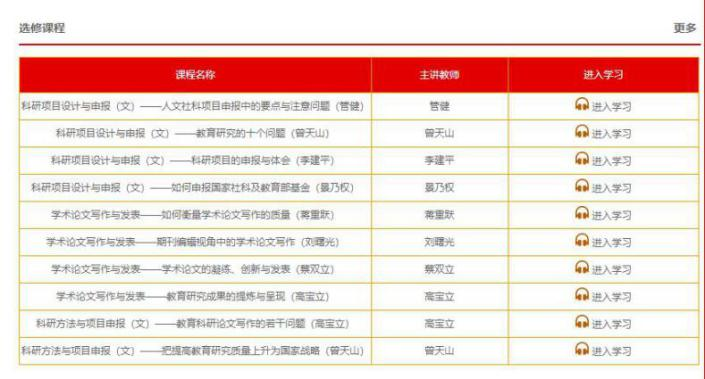 选修课程 更多
课程名称 主讲教师 进入学习
科研项目设计与申报（文）——人文社科项目申报中的要点与注意问题（管健） 管健 进入学习
科研项目设计与申报（文）——教育研究的十个问题（曾天山） 曾天山 进入学习
科研项目设计与申报（文）——科研项目的申报与体会（李建平） 李建平 进入学习
科研项目设计与申报（文）——如何申报国家社科及教育部基金（晏乃权） 晏乃权 进入学习
学术论文写作与发表——如何衡量学术论文写作的质量（蒋重跃） 蒋重跃 进入学习
学术论文写作与发表——期刊编辑视角中的学术论文写作（刘曙光） 刘曙光 进入学习
学术论文写作与发表——学术论文的凝练、创新与发表（蔡双立） 蔡双立 进入学习
学术论文写作与发表——教育研究成果的提炼与呈现（高宝立） 高宝立 进入学习
科研方法与项目申报（文）——教育科研论文写作的若干问题（高宝立） 高宝立 进入学习
科研方法与项目申报（文）——把提高教育研究质量上升为国家战略（曾天山） 曾天山 进入学习